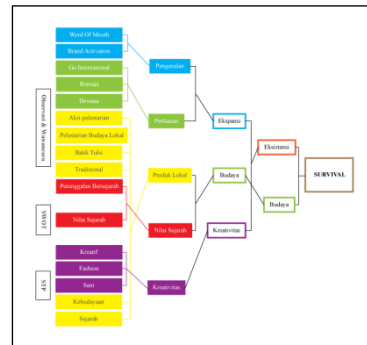 Word Of Mouth
Brand Activation
Go International
Remaja
Dewasa
Aksi pelestarian
Pelestarian Budaya Lokal
Batik Tulis
Tradisional
Peninggalan Bersejarah
Nilai Sejarah
Kreatif
Fashion
Seni
Kebudayaan
Sejarah
Observasi & Wawancara
SWOT
STP
Pengenalan
Perluasan
Produk Lokal
Nilai Sejarah
Kreativitas
Ekspansi
Budaya
Kreativitas
Eksistensi
Budaya
SURVIVAL